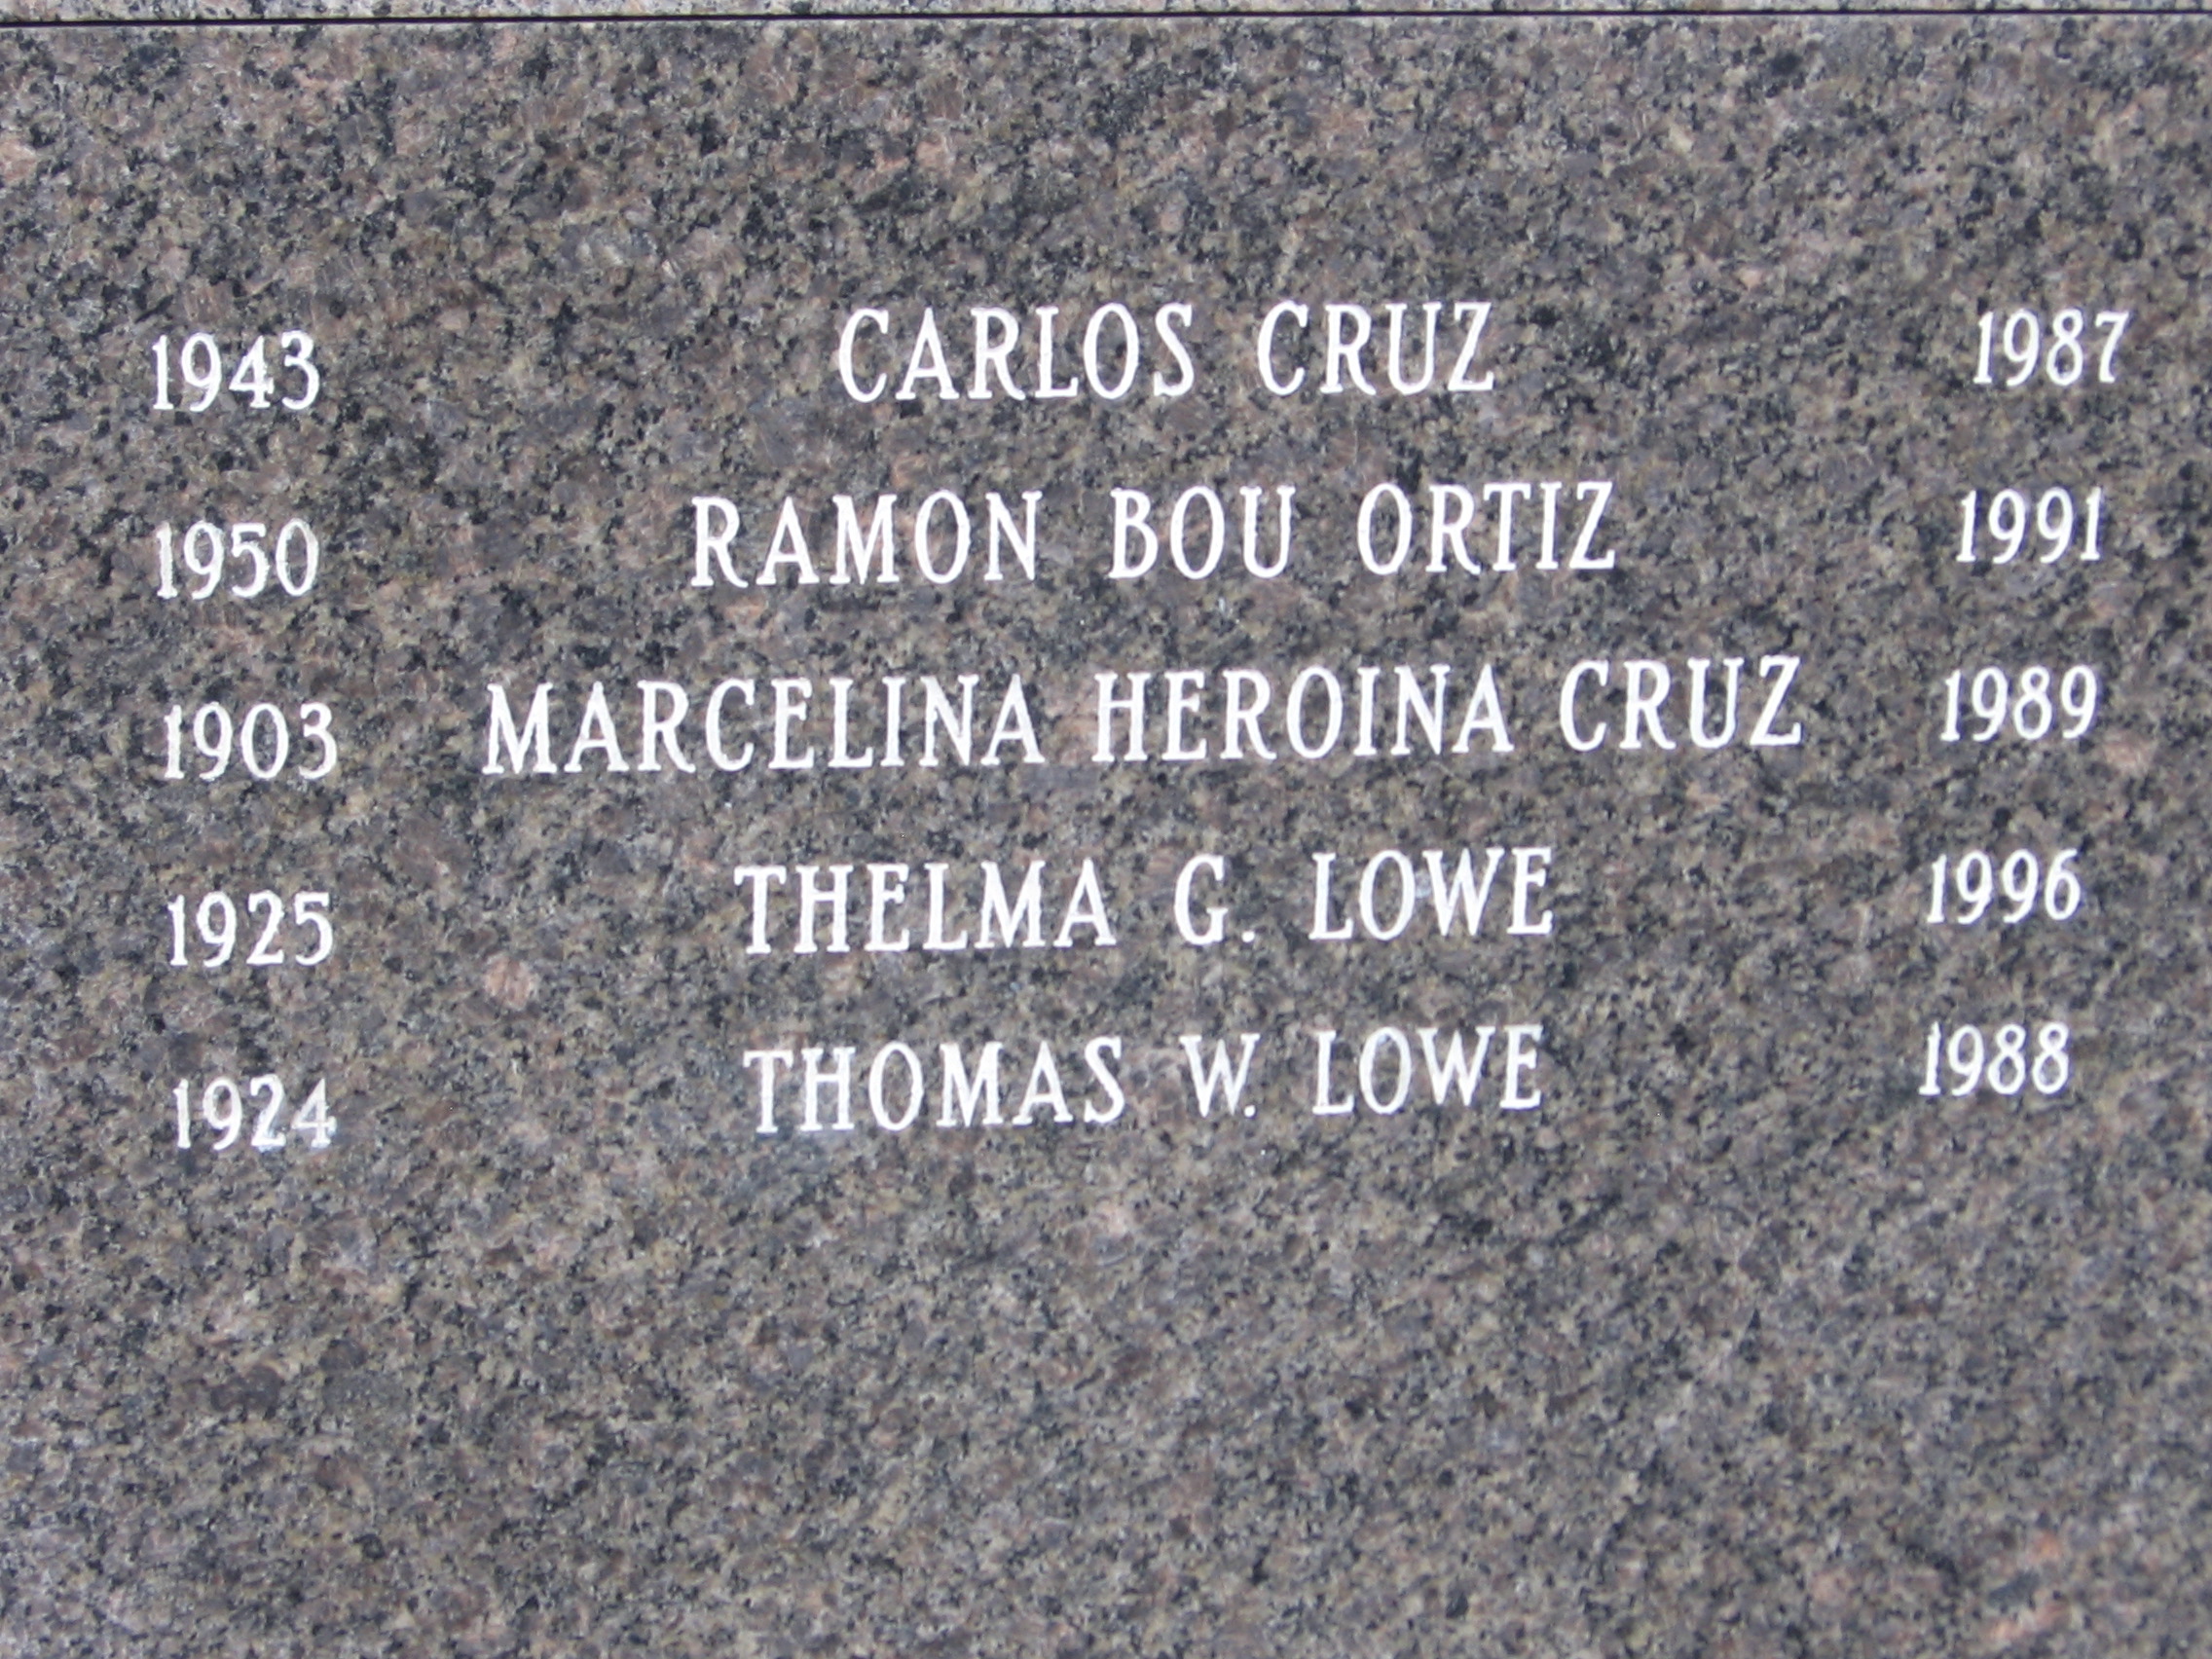 1943 CARLOS CRUZ 1987
1950 RAMON BOU ORTIZ 1991
1903 MARCELINA HEROINA CRUZ 1989
1925 THELMA G. LOWE 1996
1924 THOMAS W. LOWE 1988